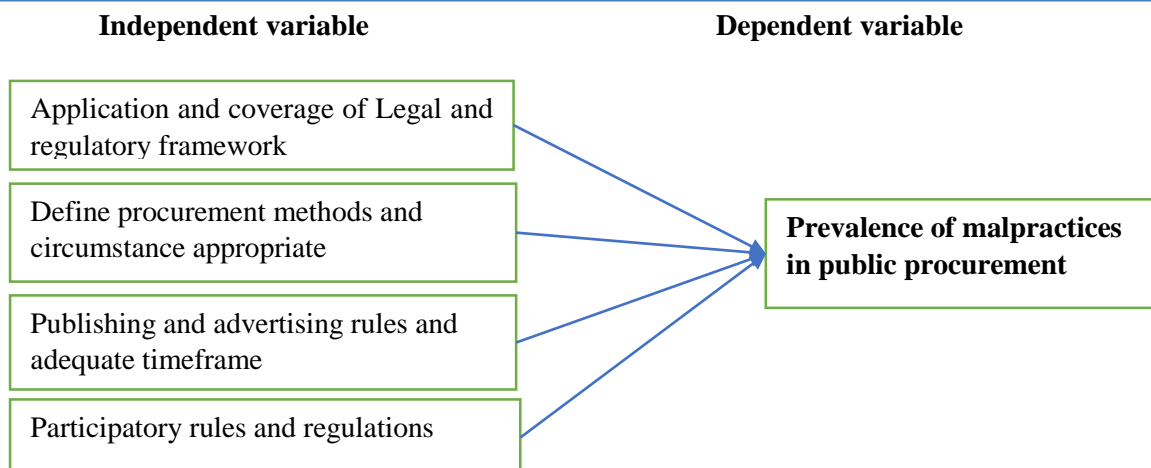 Independent variable
Dependent variable
Application and coverage of Legal and
regulatory framework
Define procurement methods and
circumstance appropriate
Publishing and advertising rules and
adequate timeframe
Participatory rules and regulations
Prevalence of malpractices
in public procurement